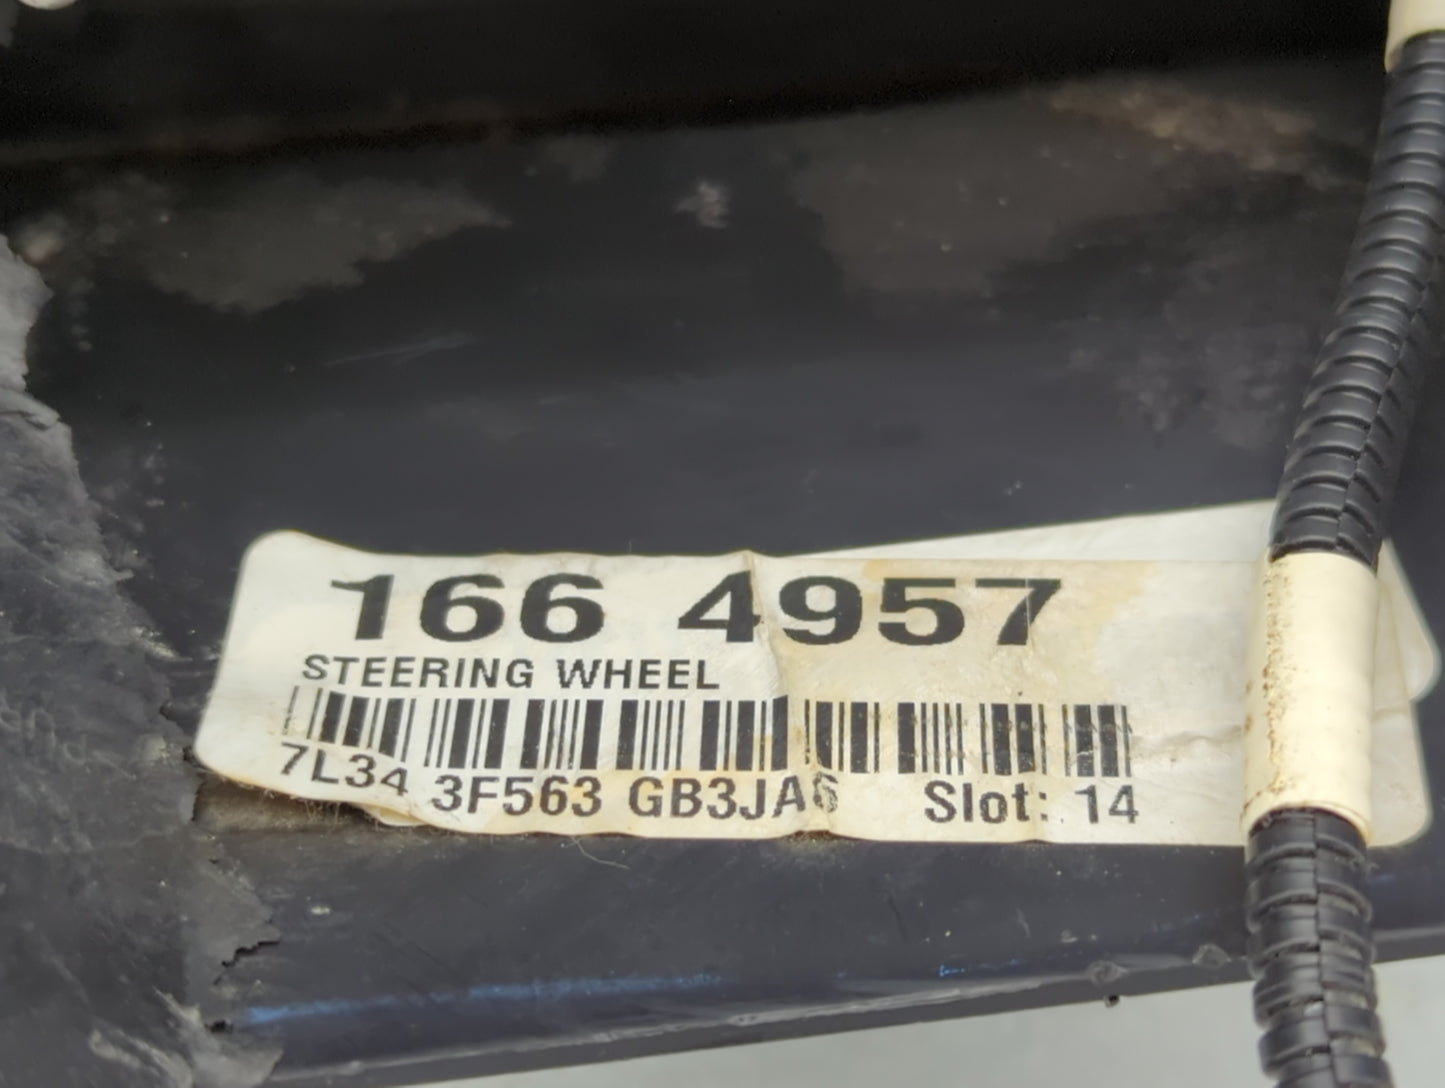 166 4957
STEERING WHEEL
7L34 3F563 GB3JA6 Slot: 14